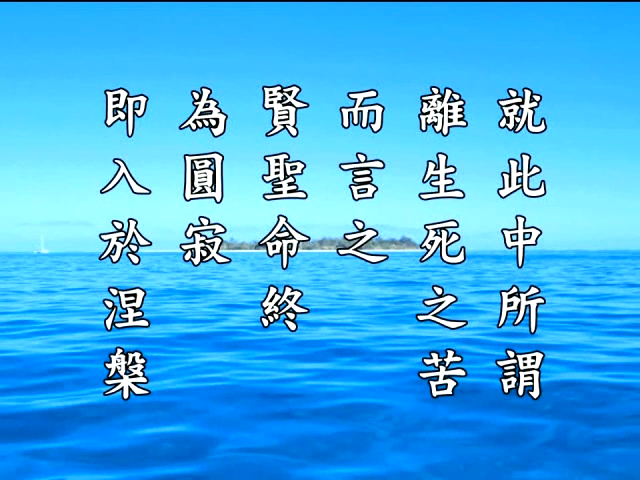 就此中所謂
離生死之苦
而言之
賢聖命終
為圓寂
即入於涅槃